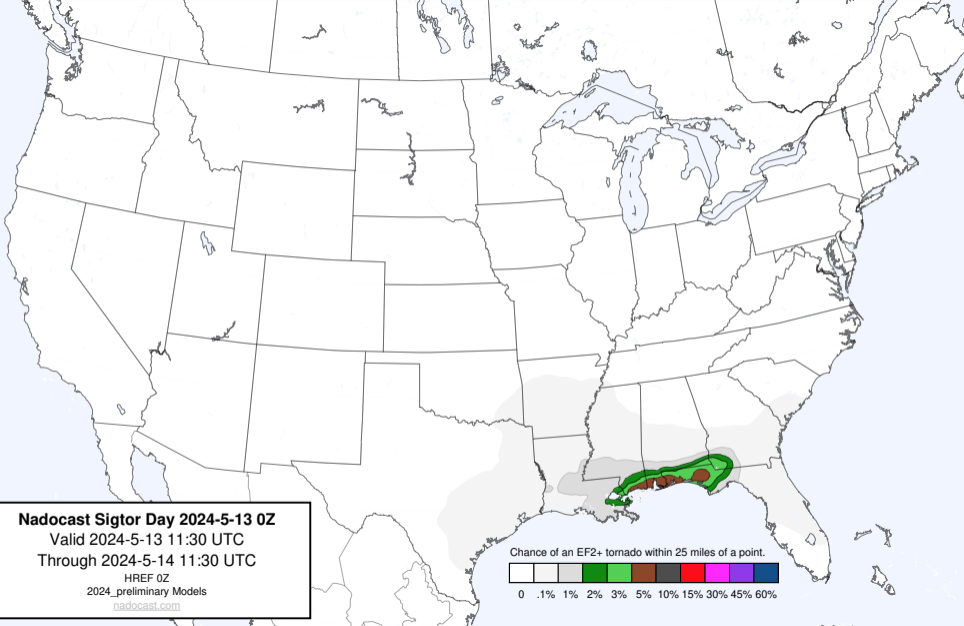 Nadocast Sigtor Day 2024-5-13 0Z
Valid 2024-5-13 11:30 UTC
Through 2024-5-14 11:30 UTC
HREF 0Z
2024_preliminary Models
nadocast.com
Chance of an EF2+ tornado within 25 miles of a point.
0 .1% 1% 2% 3% 5% 10% 15% 30% 45% 60%